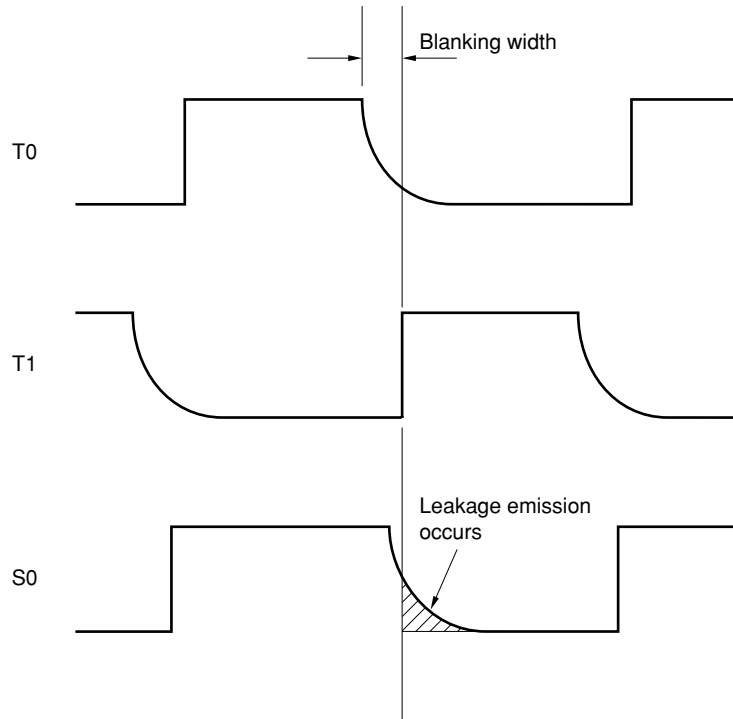 Blanking width
T0
T1
Leakage emission
occurs
S0